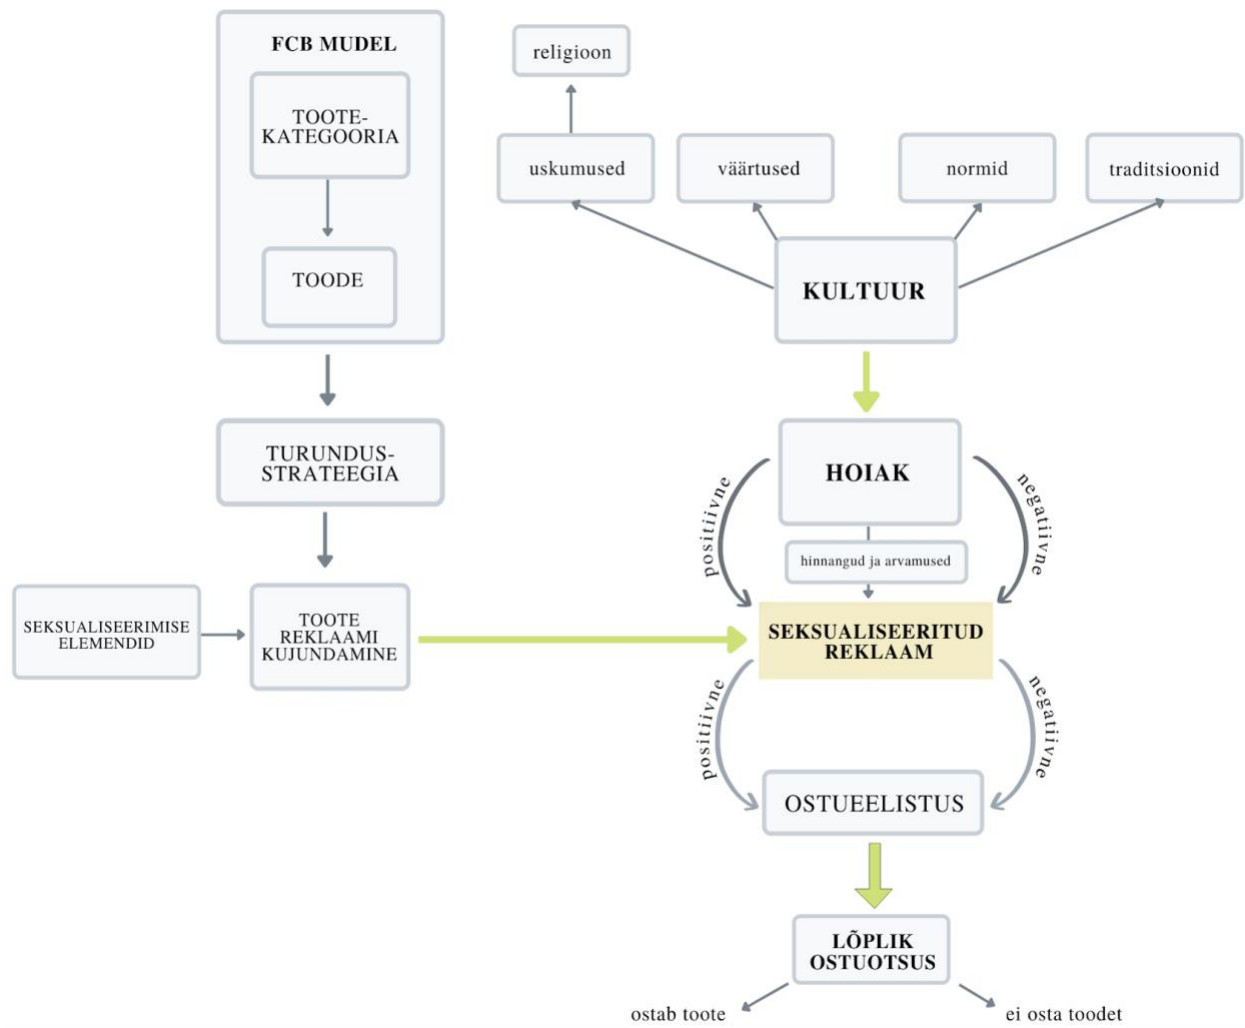 FCB MUDEL
TOOTE-
KATEGOORIA
TOODE
TURUNDUS-
STRATEEGIA
SEKSUALISEERIMISE
ELEMENDID
TOOTE
REKLAAMI
KUJUNDAMINE
religioon
uskumused
väärtused
normid
traditsioonid
KULTUUR
HOIAK
positiivne
negatiivne
hinnangud ja arvamused
SEKSUALISEERITUD
REKLAAM
positiivne
negatiivne
OSTUEELISTUS
LÕPLIK
OSTUOTSUS
ostab toote
ei osta toodet